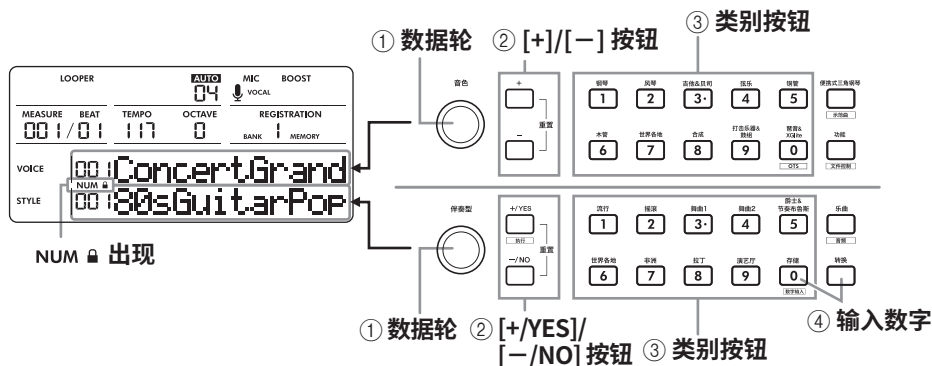 ① 数据轮
② [+]/[－] 按钮
③ 类别按钮
LOOPER
AUTO
04
MIC
BOOST
VOCAL
MEASURE
BEAT
TEMPO
OCTAVE
REGISTRATION
001/01
117
0
BANK
1
MEMORY
VOICE
001 ConcertGrand
NUM
STYLE
001 80sGuitarPop
NUM 出现
音色
+
－
重置
钢琴
风琴
吉他&贝司
弦乐
铜管
便携式三角钢琴
1
2
3·
4
5
示范曲
木管
世界各地
合成
打击乐器&
鼓组
琶音&
XGlite
功能
6
7
8
9
0
OTS
文件控制
伴奏型
+/YES
执行
重置
－/NO
流行
摇滚
舞曲1
舞曲2
爵士&
节奏布鲁斯
乐曲
1
2
3·
4
5
音频
世界各地
非洲
拉丁
演艺厅
存储
转换
6
7
8
9
0
数字输入
① 数据轮
② [+/YES]/
[－/NO] 按钮
③ 类别按钮
④ 输入数字